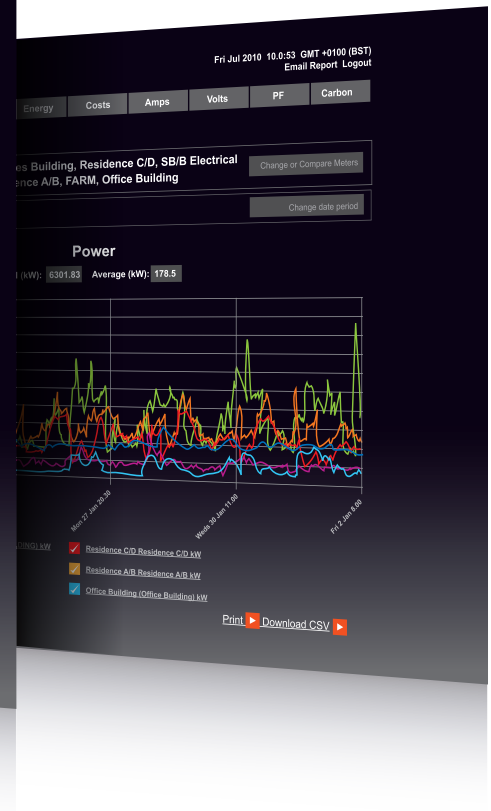 Fri Jul 2010 10.0:53 GMT +0100 (BST)
Email Report Logout
Energy Costs Amps Volts PF Carbon
es Building, Residence C/D, SB/B Electrical
ence A/B, FARM, Office Building
Change or Compare Meters
Change date period
Power
(kW): 6301.83 Average (kW): 178.5
Mon 27 Jan 20.30
Weds 30 Jan 11.00
Fri 2 Jan 8.00
kW
Residence C/D Residence C/D kW
Residence A/B Residence A/B kW
Office Building (Office Building) kW
Print Download CSV